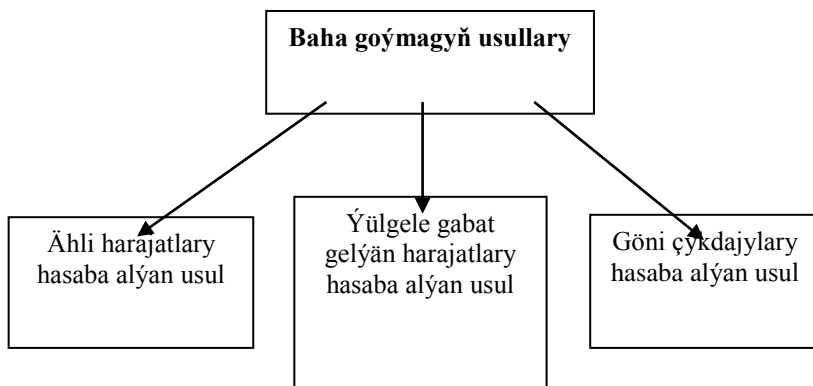 Baha goýmagyň usullary
Ähli harajatlary
hasaba alýan usul
Ýülgele gabat
gelýän harajatlary
hasaba alýan usul
Göni çykdajylary
hasaba alýan usul